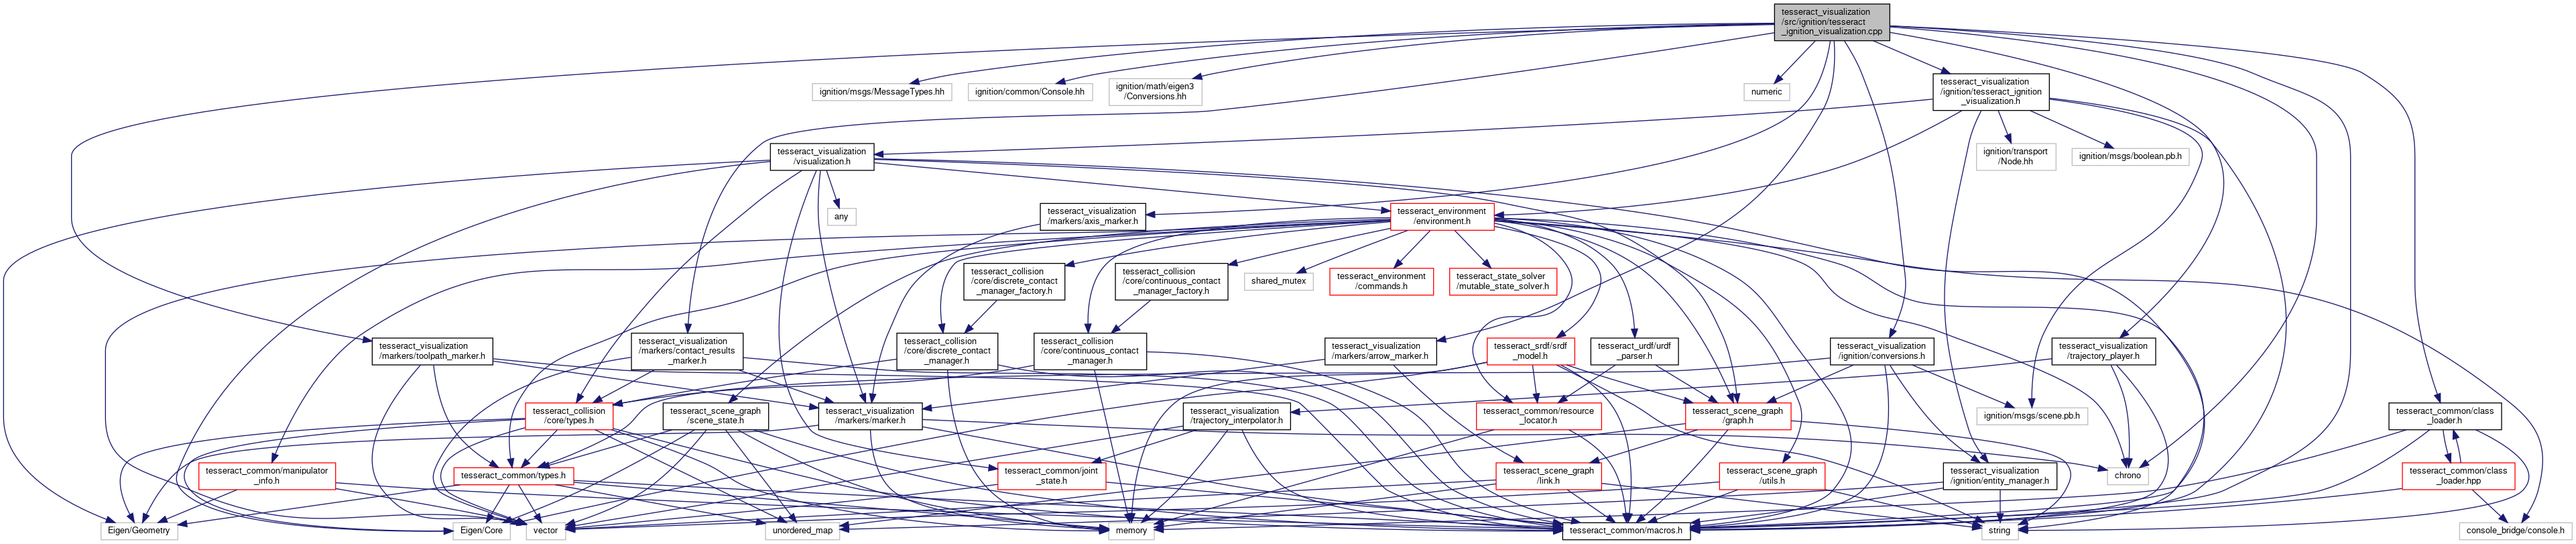 tesseract_visualization
/src/ignition/tesseract
_ignition_visualization.cpp
ignition/msgs/MessageTypes.hh
ignition/common/Console.hh
ignition/math/eigen3
/Conversions.hh
numeric
tesseract_visualization
/ignition/tesseract_ignition
_visualization.h
tesseract_visualization
/visualization.h
ignition/transport
/Node.hh
ignition/msgs/boolean.pb.h
any
tesseract_visualization
/markers/axis_marker.h
tesseract_environment
/environment.h
tesseract_collision
/core/discrete_contact
_manager_factory.h
tesseract_collision
/core/continuous_contact
_manager_factory.h
shared_mutex
tesseract_environment
/commands.h
tesseract_state_solver
/mutable_state_solver.h
tesseract_visualization
/markers/toolpath_marker.h
tesseract_visualization
/markers/contact_results
_marker.h
tesseract_collision
/core/discrete_contact
_manager.h
tesseract_collision
/core/continuous_contact
_manager.h
tesseract_visualization
/markers/arrow_marker.h
tesseract_srdf/srdf
_model.h
tesseract_urdf/urdf
_parser.h
tesseract_visualization
/ignition/conversions.h
tesseract_visualization
/trajectory_player.h
tesseract_collision
/core/types.h
tesseract_scene_graph
/scene_state.h
tesseract_visualization
/markers/marker.h
tesseract_visualization
/trajectory_interpolator.h
tesseract_common/resource
_locator.h
tesseract_scene_graph
/graph.h
ignition/msgs/scene.pb.h
tesseract_common/class
_loader.h
tesseract_common/manipulator
_info.h
tesseract_common/types.h
tesseract_common/joint
_state.h
tesseract_scene_graph
/link.h
tesseract_scene_graph
/utils.h
tesseract_visualization
/ignition/entity_manager.h
chrono
tesseract_common/class
_loader.hpp
Eigen/Geometry
Eigen/Core
vector
unordered_map
memory
tesseract_common/macros.h
string
console_bridge/console.h